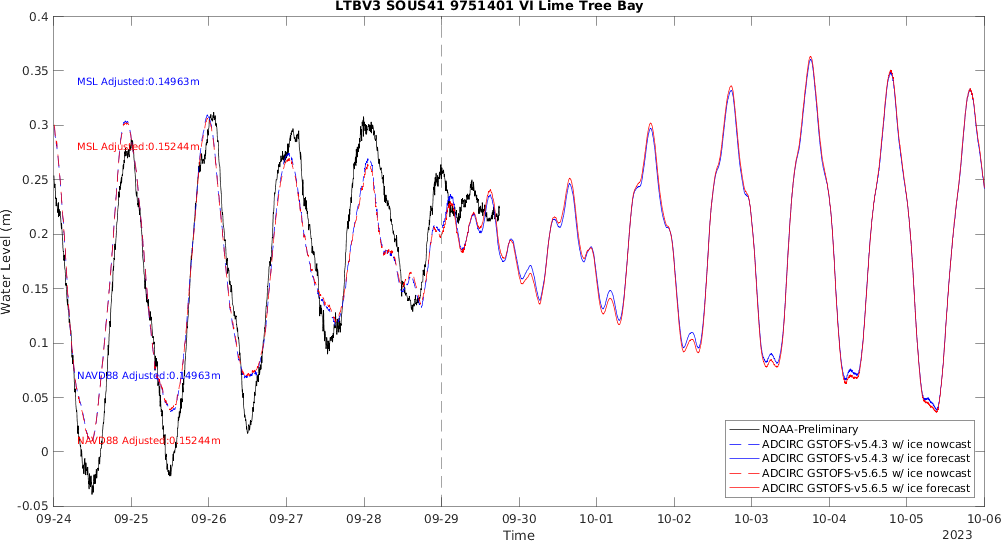 LTBV3 SOUS41 9751401 VI Lime Tree Bay
0.4
0.35
0.3
0.25
0.2
0.15
0.1
0.05
0
-0.05
Water Level (m)
MSL Adjusted:0.14963m
MSL Adjusted:0.15244m
NAVD88 Adjusted:0.14963m
NAVD88 Adjusted:0.15244m
NOAA-Preliminary
ADCIRC GSTOFS-v5.4.3 w/ ice nowcast
ADCIRC GSTOFS-v5.4.3 w/ ice forecast
ADCIRC GSTOFS-v5.6.5 w/ ice nowcast
ADCIRC GSTOFS-v5.6.5 w/ ice forecast
09-24 09-25 09-26 09-27 09-28 09-29 09-30 10-01 10-02 10-03 10-04 10-05 10-06
Time
2023